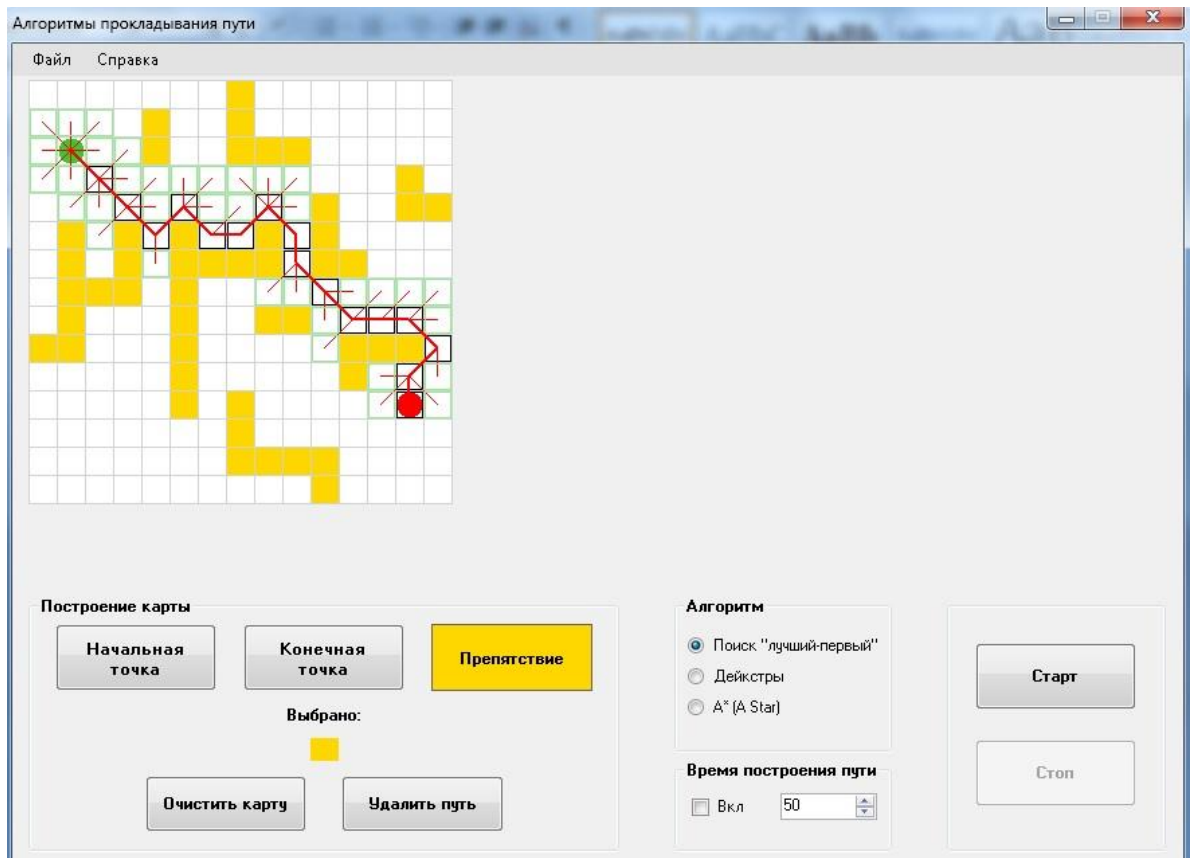 Алгоритмы прокладывания пути
Файл Справка
Построение карты
Начальная
точка
Конечная
точка
Препятствие
Выбрано:
Очистить карту
Удалить путь
Алгоритм
Поиск "лучший-первый"
Дейкстры
A* (A Star)
Время построения пути
Вкл
50
Старт
Стоп